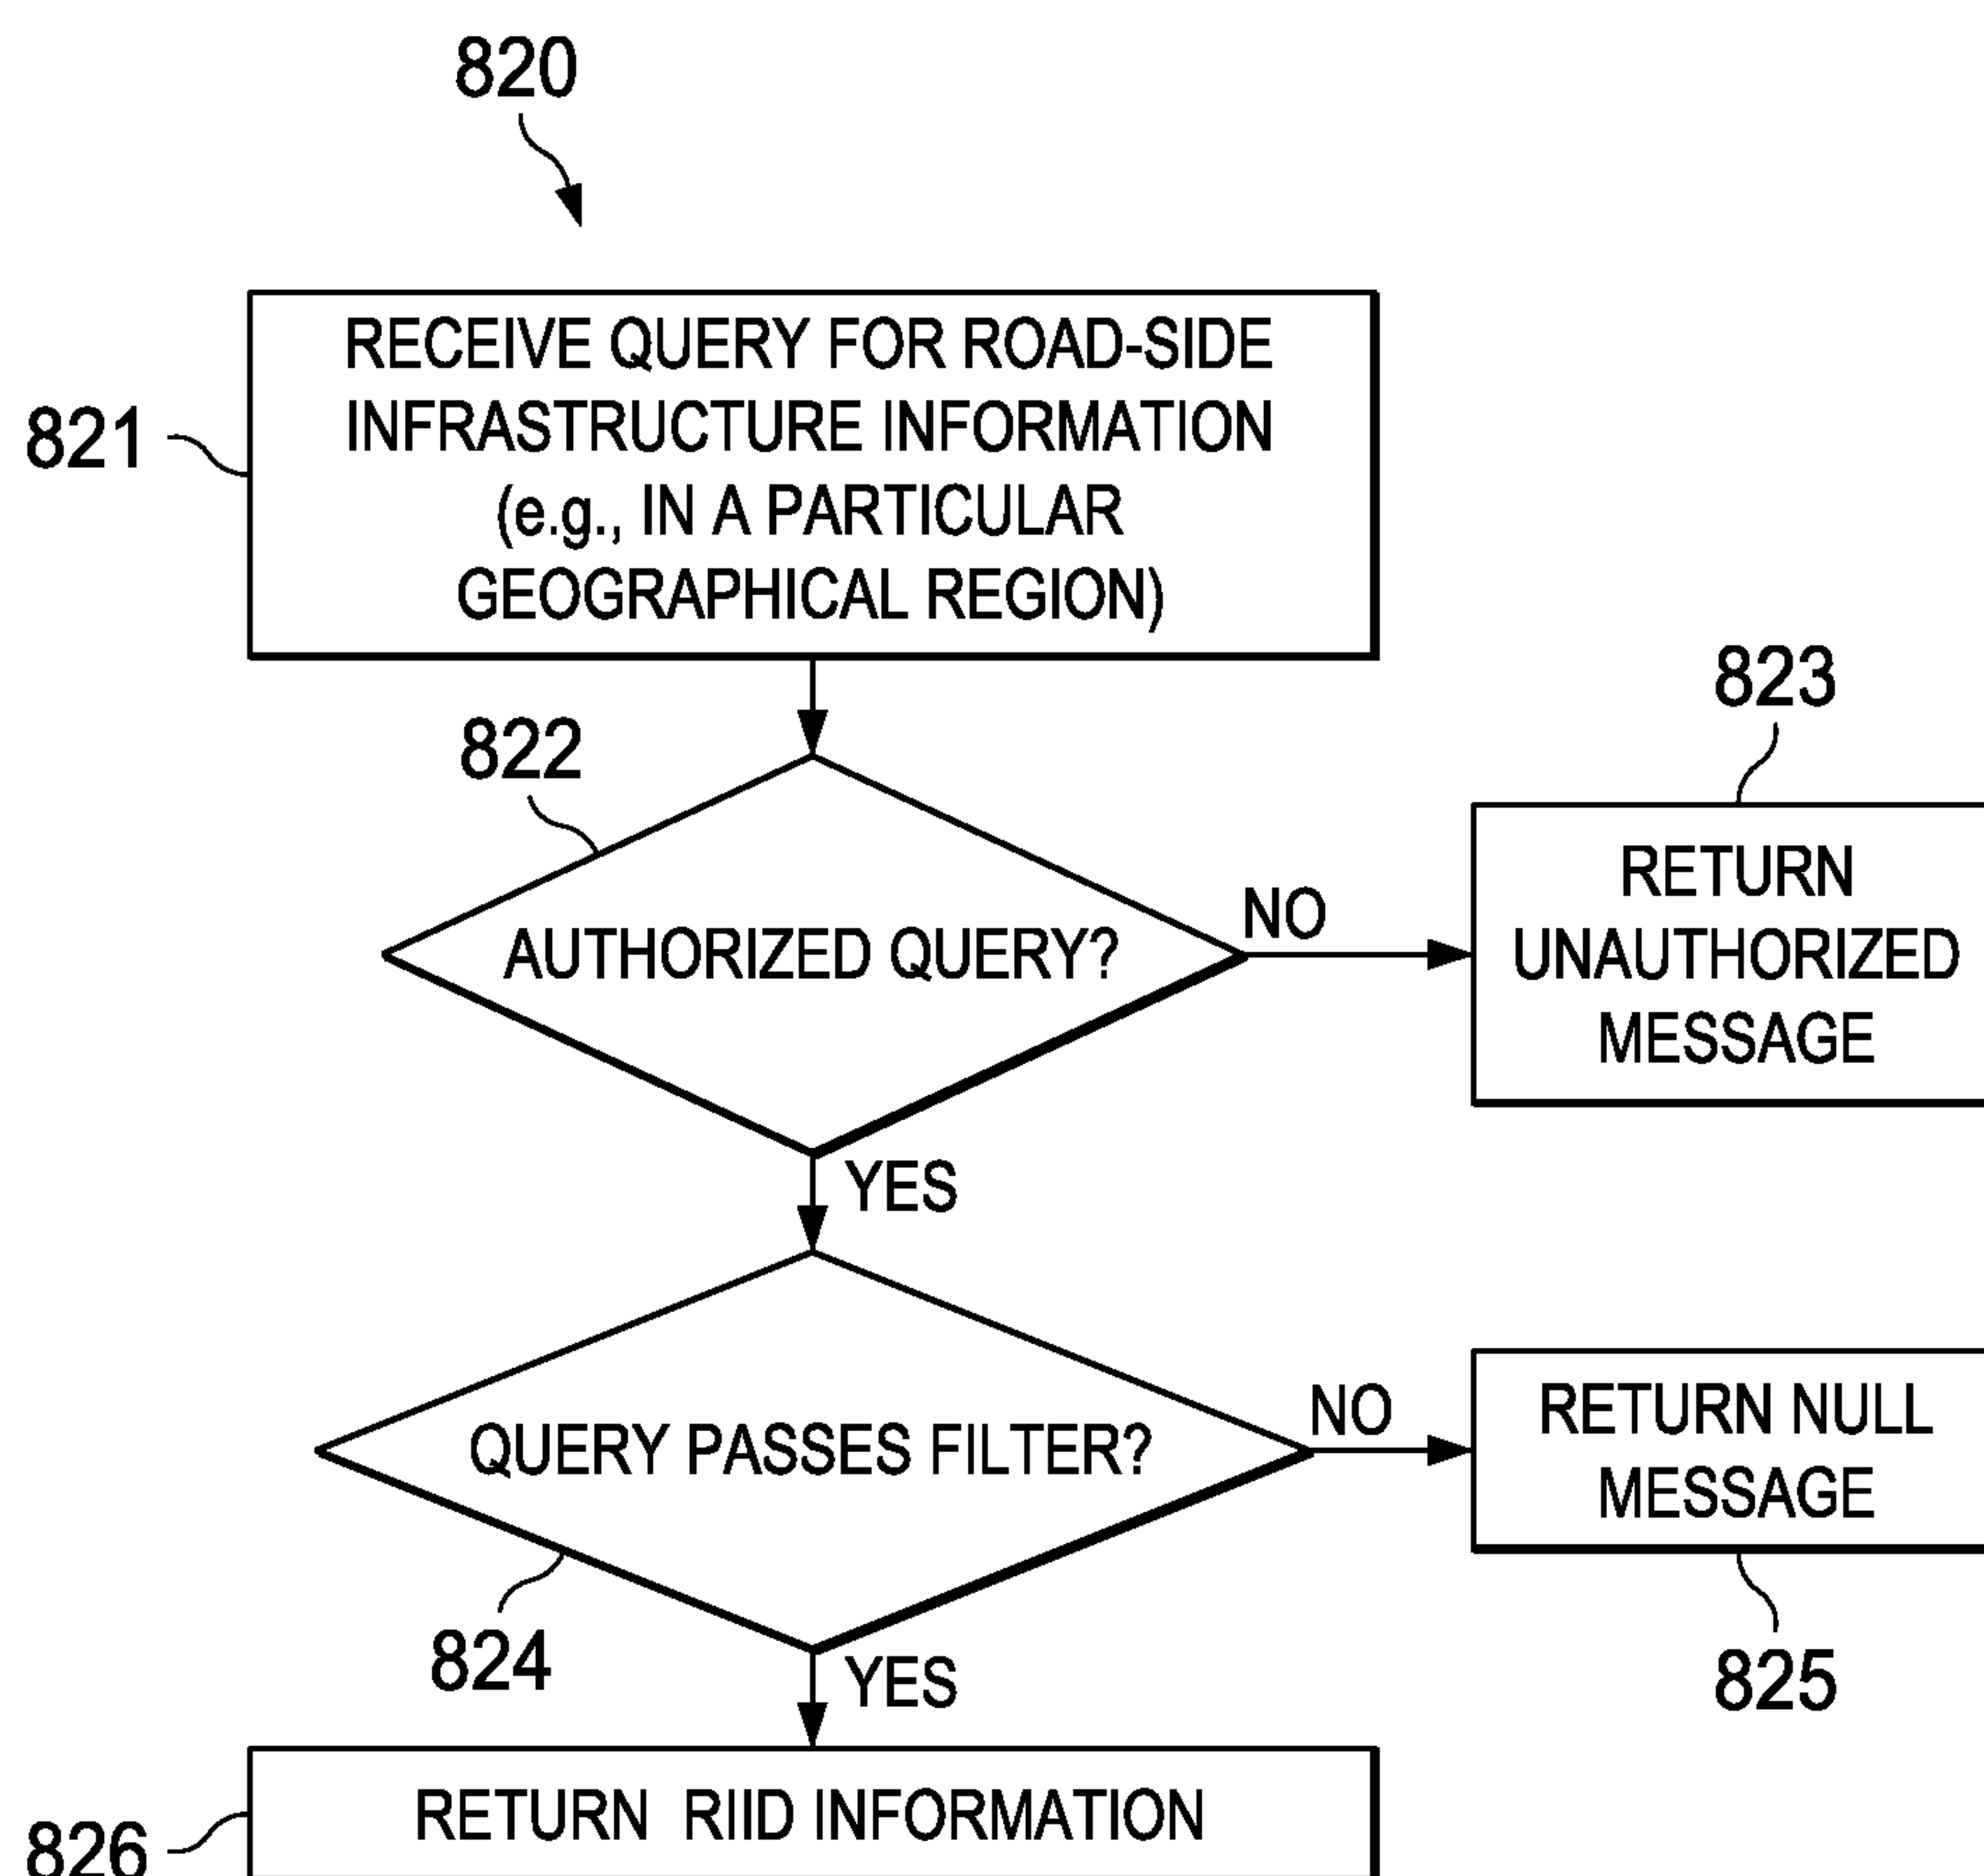 820
RECEIVE QUERY FOR ROAD-SIDE
INFRASTRUCTURE INFORMATION
(e.g., IN A PARTICULAR
GEOGRAPHICAL REGION)
821
822
AUTHORIZED QUERY?
NO
823
RETURN
UNAUTHORIZED
MESSAGE
YES
QUERY PASSES FILTER?
824
NO
RETURN NULL
MESSAGE
825
YES
RETURN RIID INFORMATION
826